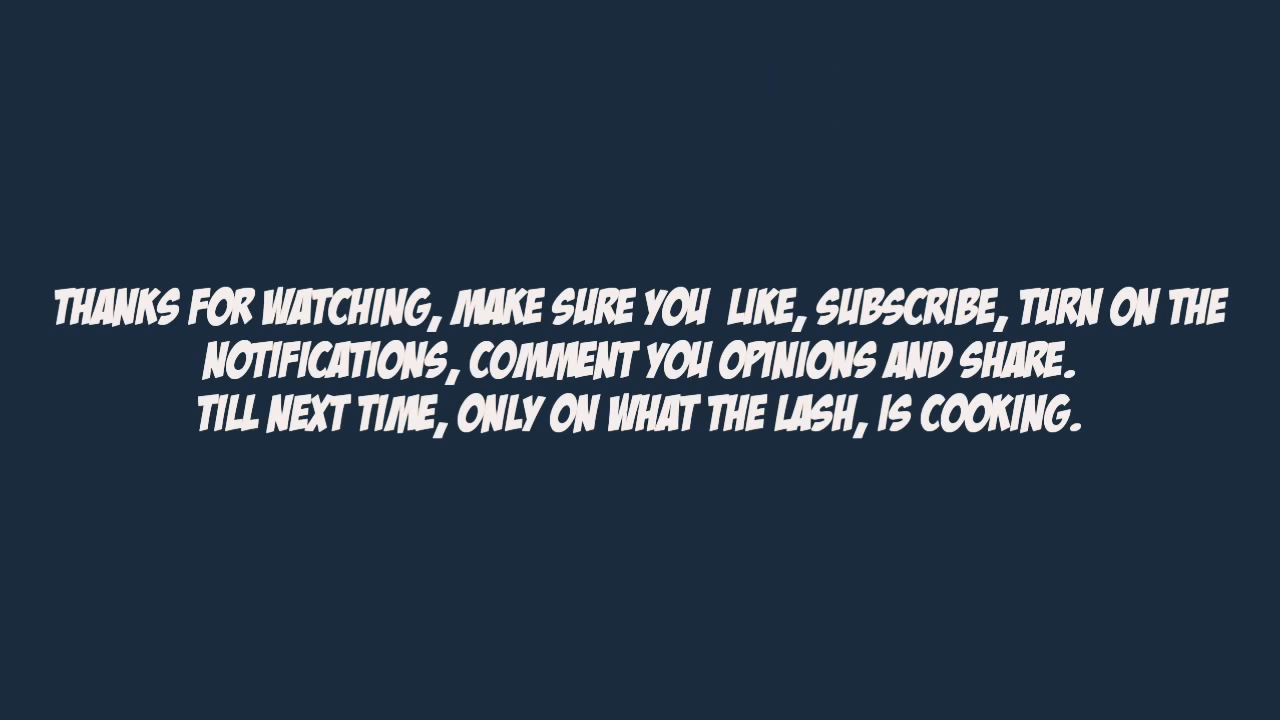 THANKS FOR WATCHING, MAKE SURE YOU LIKE, SUBSCRIBE, TURN ON THE
NOTIFICATIONS, COMMENT YOU OPINIONS AND SHARE.
TILL NEXT TIME, ONLY ON WHAT THE LASH, IS COOKING.